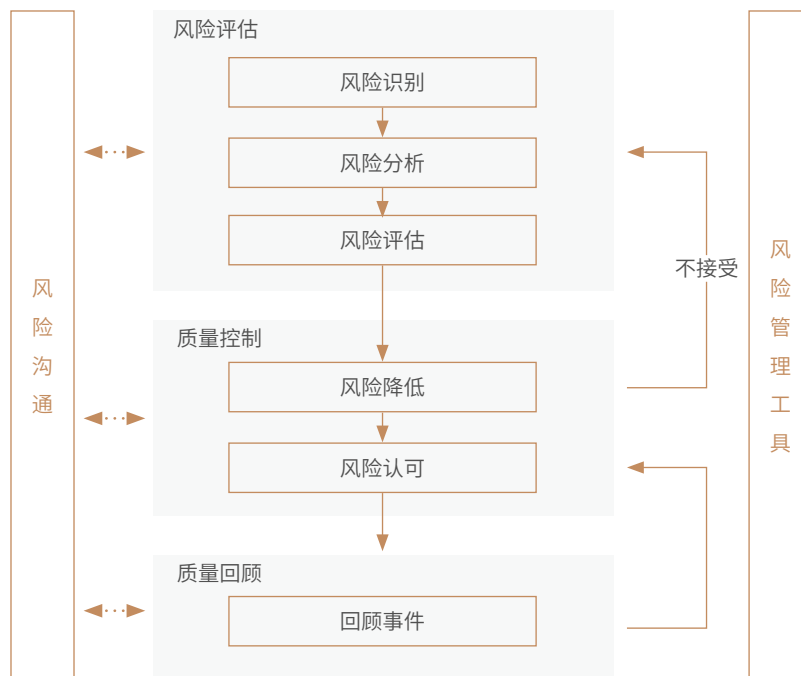 风险评估
风险识别
风险分析
风险评估
不接受
质量控制
风险降低
风险认可
质量回顾
回顾事件
风险沟通
风险管理工具